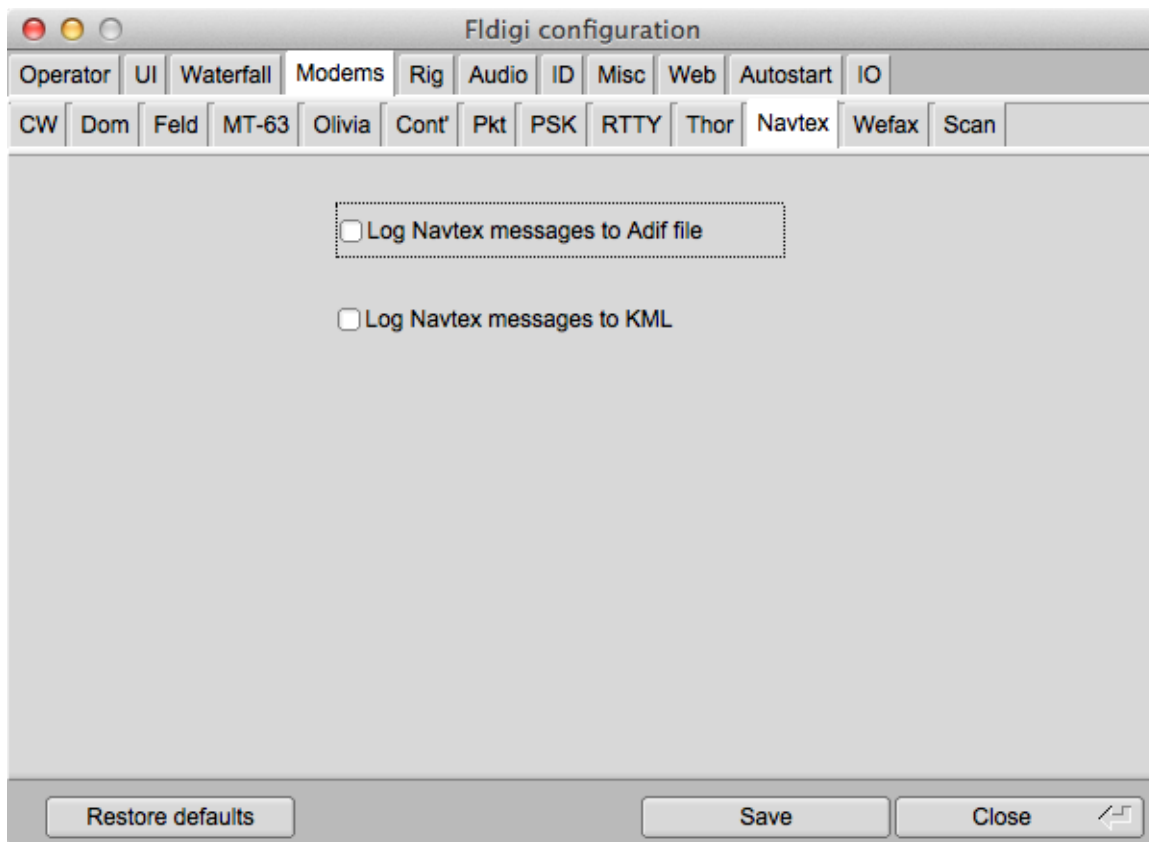 Fldigi configuration
Operator UI Waterfall Modems Rig Audio ID Misc Web Autostart IO
CW Dom Feld MT-63 Olivia Cont' Pkt PSK RTTY Thor Navtex Wefax Scan
Log Navtex messages to Adif file
Log Navtex messages to KML
Restore defaults Save Close